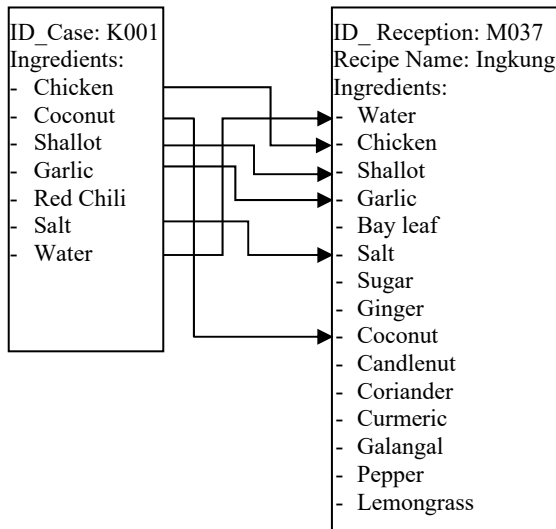 ID_Case: K001
Ingredients:
- Chicken
- Coconut
- Shallot
- Garlic
- Red Chili
- Salt
- Water
ID_ Reception: M037
Recipe Name: Ingkung
Ingredients:
- Water
- Chicken
- Shallot
- Garlic
- Bay leaf
- Salt
- Sugar
- Ginger
- Coconut
- Candlenut
- Coriander
- Curmeric
- Galangal
- Pepper
- Lemongrass